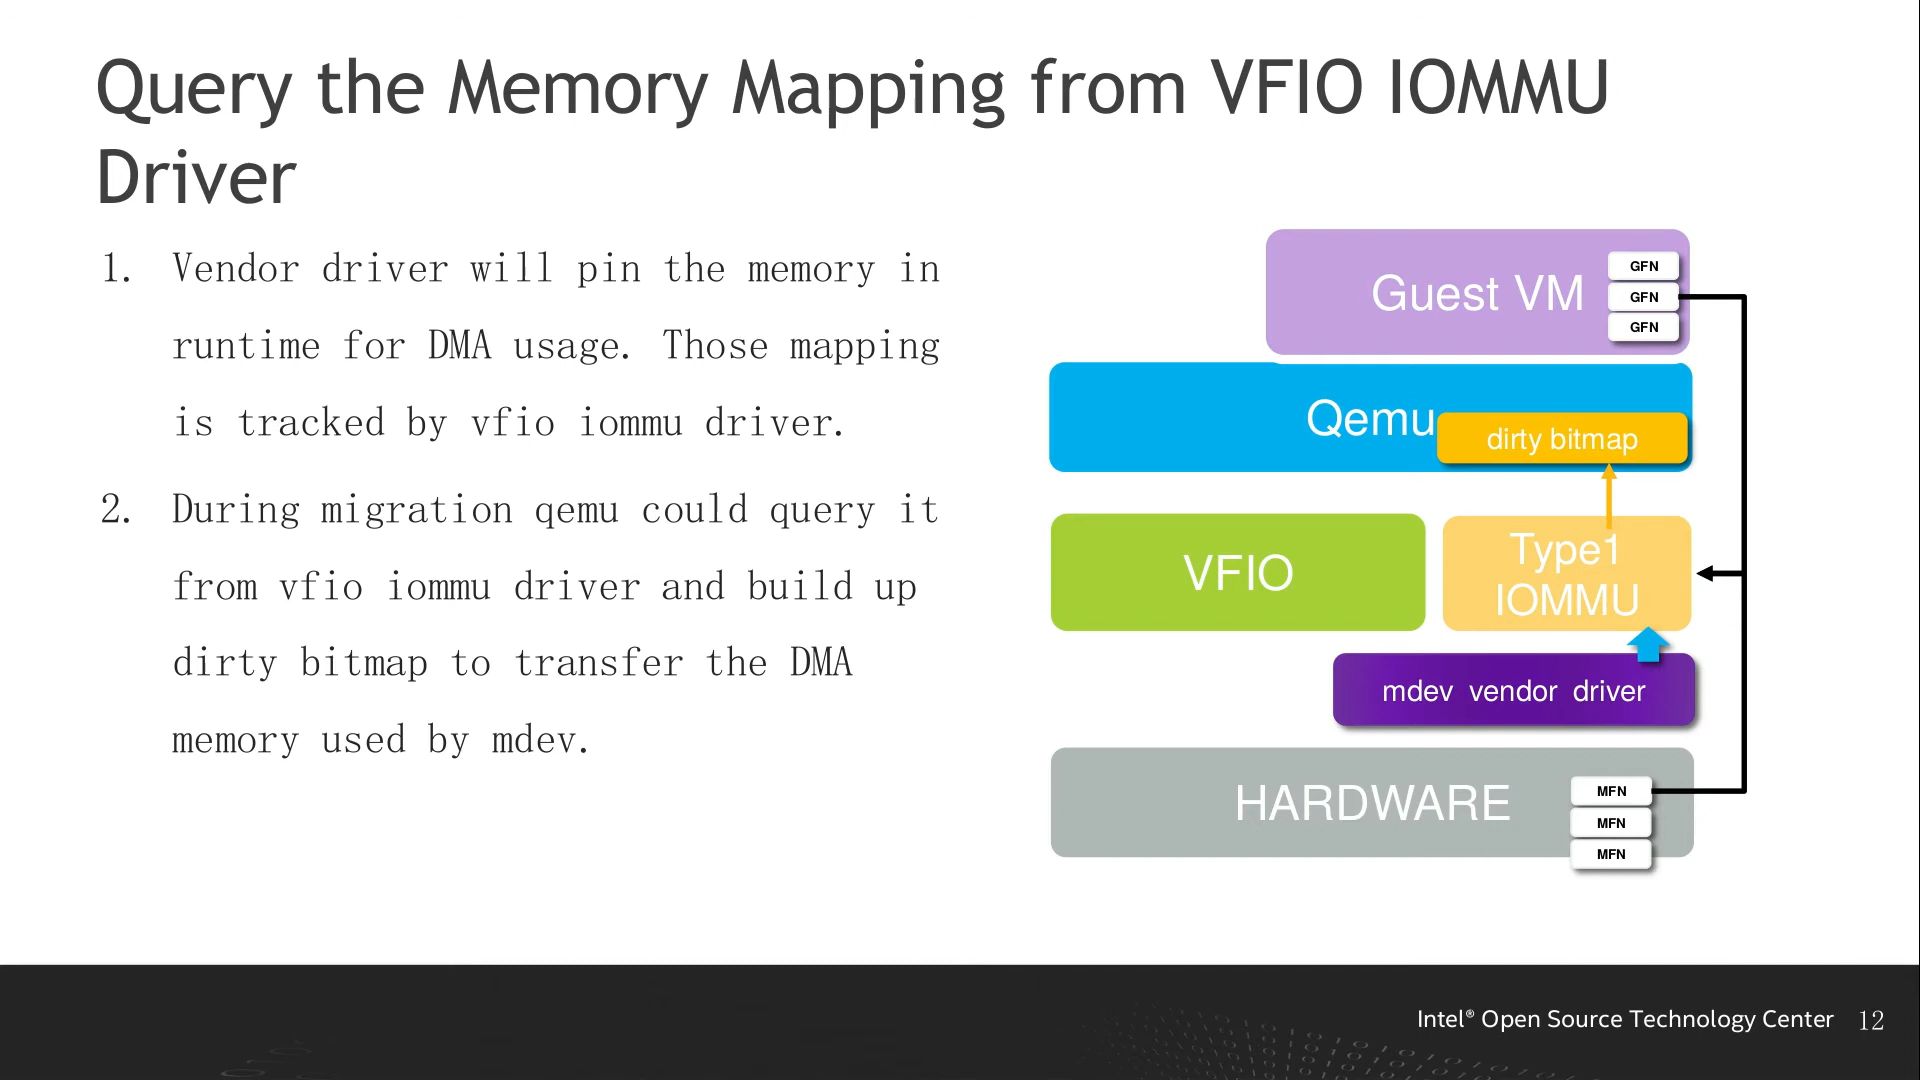 Query the Memory Mapping from VFIO IOMMU
Driver
1. Vendor driver will pin the memory in
runtime for DMA usage. Those mapping
is tracked by vfio iommu driver.
2. During migration qemu could query it
from vfio iommu driver and build up
dirty bitmap to transfer the DMA
memory used by mdev.
Guest VM
GFN
GFN
GFN
Qemu
dirty bitmap
VFIO
Type1
IOMMU
mdev vendor driver
HARDWARE
MFN
MFN
MFN
Intel® Open Source Technology Center 12